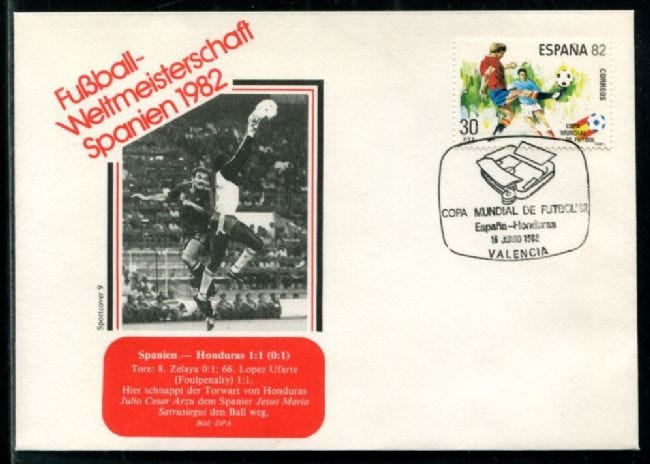 Fußball-
Weltmeisterschaft
Spanien 1982
Sportcover 9
Spanien — Honduras 1:1 (0:1)
Tore: 8. Zelaya 0:1; 66. Lopez Ufarte
(Foulpenalty) 1:1.
Hier schnappt der Torwart von Honduras
Julio Cesar Arzu dem Spanier Jesus Maria
Satrusiegui den Ball weg.
Bild: DPA
ESPAÑA 82
CORREOS
30
PTA
COPA
MUNDIAL
DE FUTBOL
COPA MUNDIAL DE FUTBOL'82
España-Honduras
16 JUNIO 1982
VALENCIA